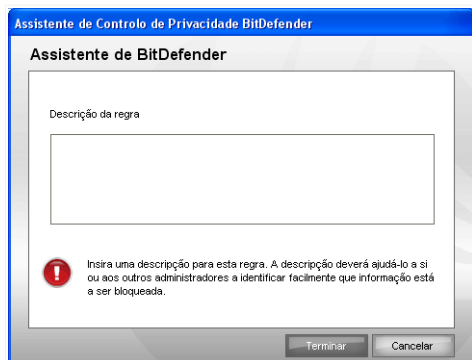 Assistente de Controlo de Privacidade BitDefender
Assistente de BitDefender
Descrição da regra
Insira uma descripção para esta regra. A descripção deverá ajudá-lo a si
ou aos outros administradores a identificar facilmente que informação está
a ser bloqueada.
Terminar
Cancelar